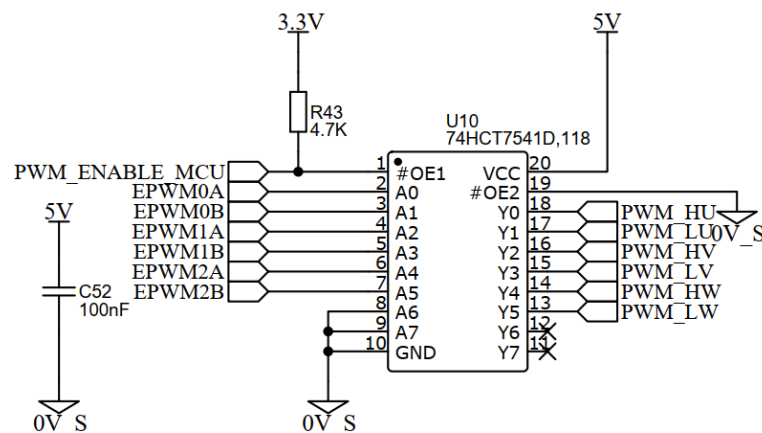 3.3V
5V
R43
4.7K
U10
74HCT7541D,118
PWM_ENABLE_MCU
1
#OE1
VCC
20
EPWM0A
2
A0
#OE2
19
EPWM0B
3
A1
Y0
18
PWM_HU
5V
EPWM1A
4
A2
Y1
17
PWM_LU
0V_S
EPWM1B
5
A3
Y2
16
PWM_HV
EPWM2A
6
A4
Y3
15
PWM_LV
C52
100nF
EPWM2B
7
A5
Y4
14
PWM_HW
8
A6
Y5
13
PWM_LW
9
A7
Y6
12
10
GND
Y7
11
0V_S
0V_S